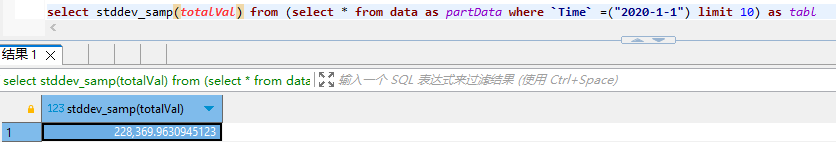 select stddev_samp(totalVal) from (select * from data as partData where `Time` =("2020-1-1") limit 10) as tabl
结果 1
select stddev_samp(totalVal) from (select * from data
输入一个 SQL 表达式来过滤结果 (使用 Ctrl+Space)
123 stddev_samp(totalVal)
1 228,369.9630945123